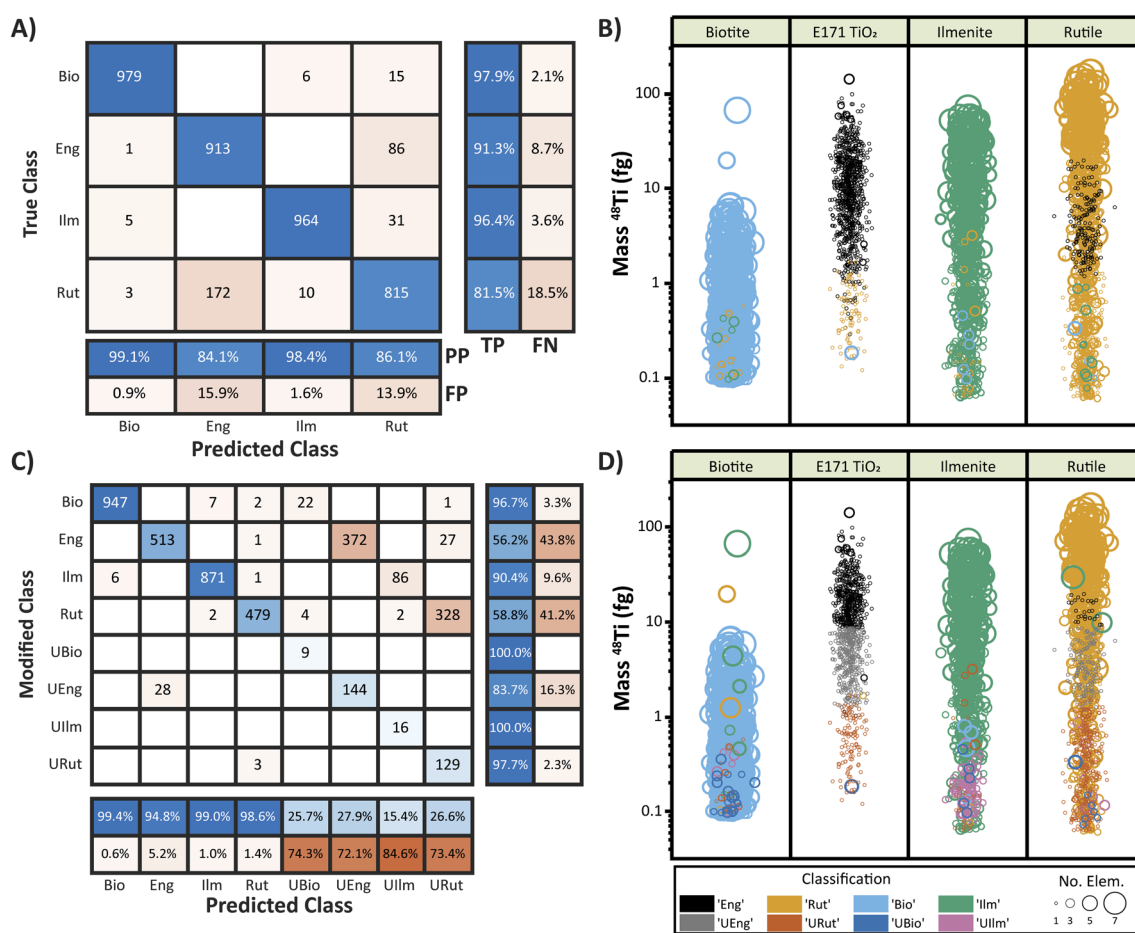 A)
True Class
Bio 979 6 15 97.9% 2.1%
Eng 1 913 86 91.3% 8.7%
Ilm 5 964 31 96.4% 3.6%
Rut 3 172 10 815 81.5% 18.5%
TP FN
99.1% 84.1% 98.4% 86.1% PP
0.9% 15.9% 1.6% 13.9% FP
Bio Eng Ilm Rut
Predicted Class
B)
Biotite E171 TiO₂ Ilmenite Rutile
Mass ⁴⁸Ti (fg)
100
10
1
0.1
C)
Modified Class
Bio 947 7 2 22 1 96.7% 3.3%
Eng 513 1 372 27 56.2% 43.8%
Ilm 6 871 1 86 90.4% 9.6%
Rut 2 479 4 2 328 58.8% 41.2%
UBio 9 100.0%
UEng 28 144 83.7% 16.3%
UIlm 16 100.0%
URut 3 129 97.7% 2.3%
99.4% 94.8% 99.0% 98.6% 25.7% 27.9% 15.4% 26.6%
0.6% 5.2% 1.0% 1.4% 74.3% 72.1% 84.6% 73.4%
Bio Eng Ilm Rut UBio UEng UIlm URut
Predicted Class
D)
Biotite E171 TiO₂ Ilmenite Rutile
Mass ⁴⁸Ti (fg)
100
10
1
0.1
Classification No. Elem.
'Eng' 'Rut' 'Bio' 'Ilm'
'UEng' 'URut' 'UBio' 'UIlm'
1 3 5 7